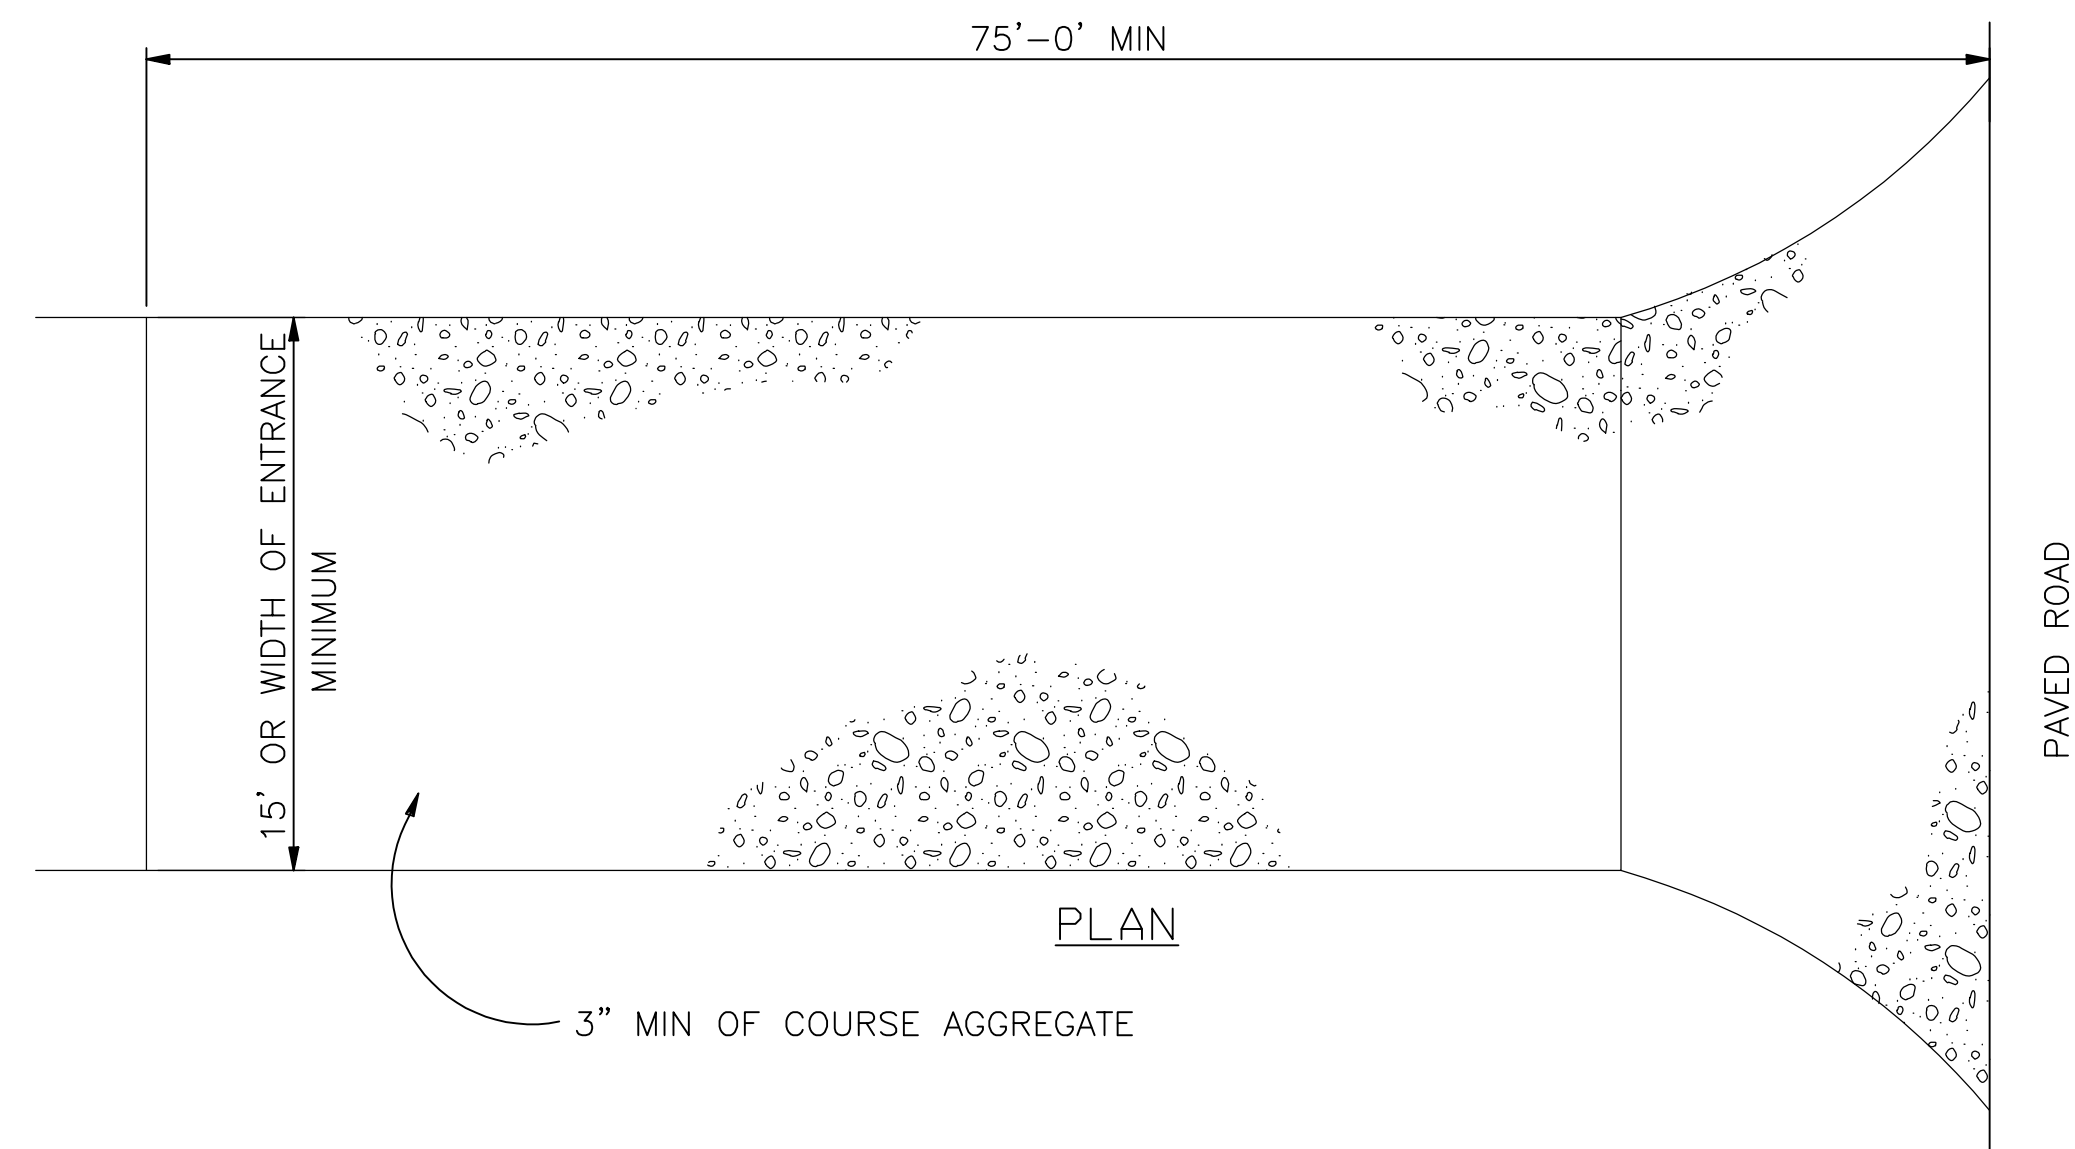 75'-0' MIN
15' OR WIDTH OF ENTRANCE
MINIMUM
PAVED ROAD
PLAN
3" MIN OF COURSE AGGREGATE